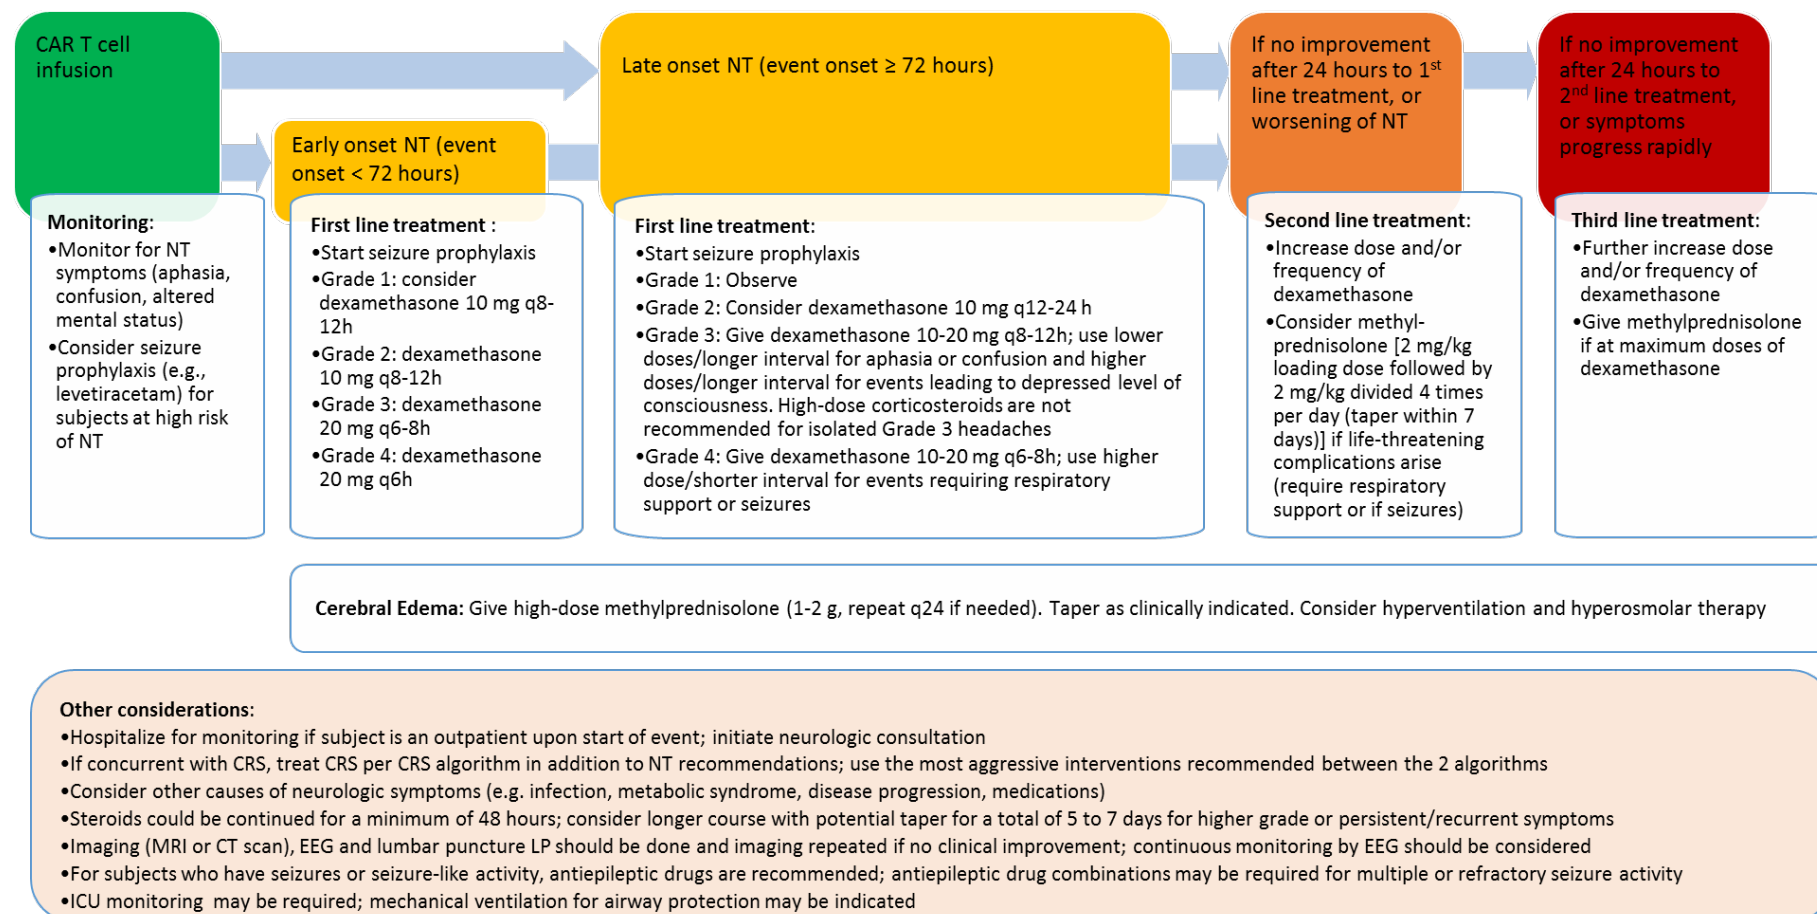 CAR T cell
infusion
Late onset NT (event onset ≥ 72 hours)
Early onset NT (event
onset < 72 hours)
If no improvement
after 24 hours to 1st
line treatment, or
worsening of NT
If no improvement
after 24 hours to
2nd line treatment,
or symptoms
progress rapidly
Monitoring:
•Monitor for NT
symptoms (aphasia,
confusion, altered
mental status)
•Consider seizure
prophylaxis (e.g.,
levetiracetam) for
subjects at high risk
of NT
First line treatment :
•Start seizure prophylaxis
•Grade 1: consider
dexamethasone 10 mg q8-
12h
•Grade 2: dexamethasone
10 mg q8-12h
•Grade 3: dexamethasone
20 mg q6-8h
•Grade 4: dexamethasone
20 mg q6h
First line treatment:
•Start seizure prophylaxis
•Grade 1: Observe
•Grade 2: Consider dexamethasone 10 mg q12-24 h
•Grade 3: Give dexamethasone 10-20 mg q8-12h; use lower
doses/longer interval for aphasia or confusion and higher
doses/longer interval for events leading to depressed level of
consciousness. High-dose corticosteroids are not
recommended for isolated Grade 3 headaches
•Grade 4: Give dexamethasone 10-20 mg q6-8h; use higher
dose/shorter interval for events requiring respiratory
support or seizures
Second line treatment:
•Increase dose and/or
frequency of
dexamethasone
•Consider methyl-
prednisolone [2 mg/kg
loading dose followed by
2 mg/kg divided 4 times
per day (taper within 7
days)] if life-threatening
complications arise
(require respiratory
support or if seizures)
Third line treatment:
•Further increase dose
and/or frequency of
dexamethasone
•Give methylprednisolone
if at maximum doses of
dexamethasone
Cerebral Edema: Give high-dose methylprednisolone (1-2 g, repeat q24 if needed). Taper as clinically indicated. Consider hyperventilation and hyperosmolar therapy
Other considerations:
•Hospitalize for monitoring if subject is an outpatient upon start of event; initiate neurologic consultation
•If concurrent with CRS, treat CRS per CRS algorithm in addition to NT recommendations; use the most aggressive interventions recommended between the 2 algorithms
•Consider other causes of neurologic symptoms (e.g. infection, metabolic syndrome, disease progression, medications)
•Steroids could be continued for a minimum of 48 hours; consider longer course with potential taper for a total of 5 to 7 days for higher grade or persistent/recurrent symptoms
•Imaging (MRI or CT scan), EEG and lumbar puncture LP should be done and imaging repeated if no clinical improvement; continuous monitoring by EEG should be considered
•For subjects who have seizures or seizure-like activity, antiepileptic drugs are recommended; antiepileptic drug combinations may be required for multiple or refractory seizure activity
•ICU monitoring may be required; mechanical ventilation for airway protection may be indicated